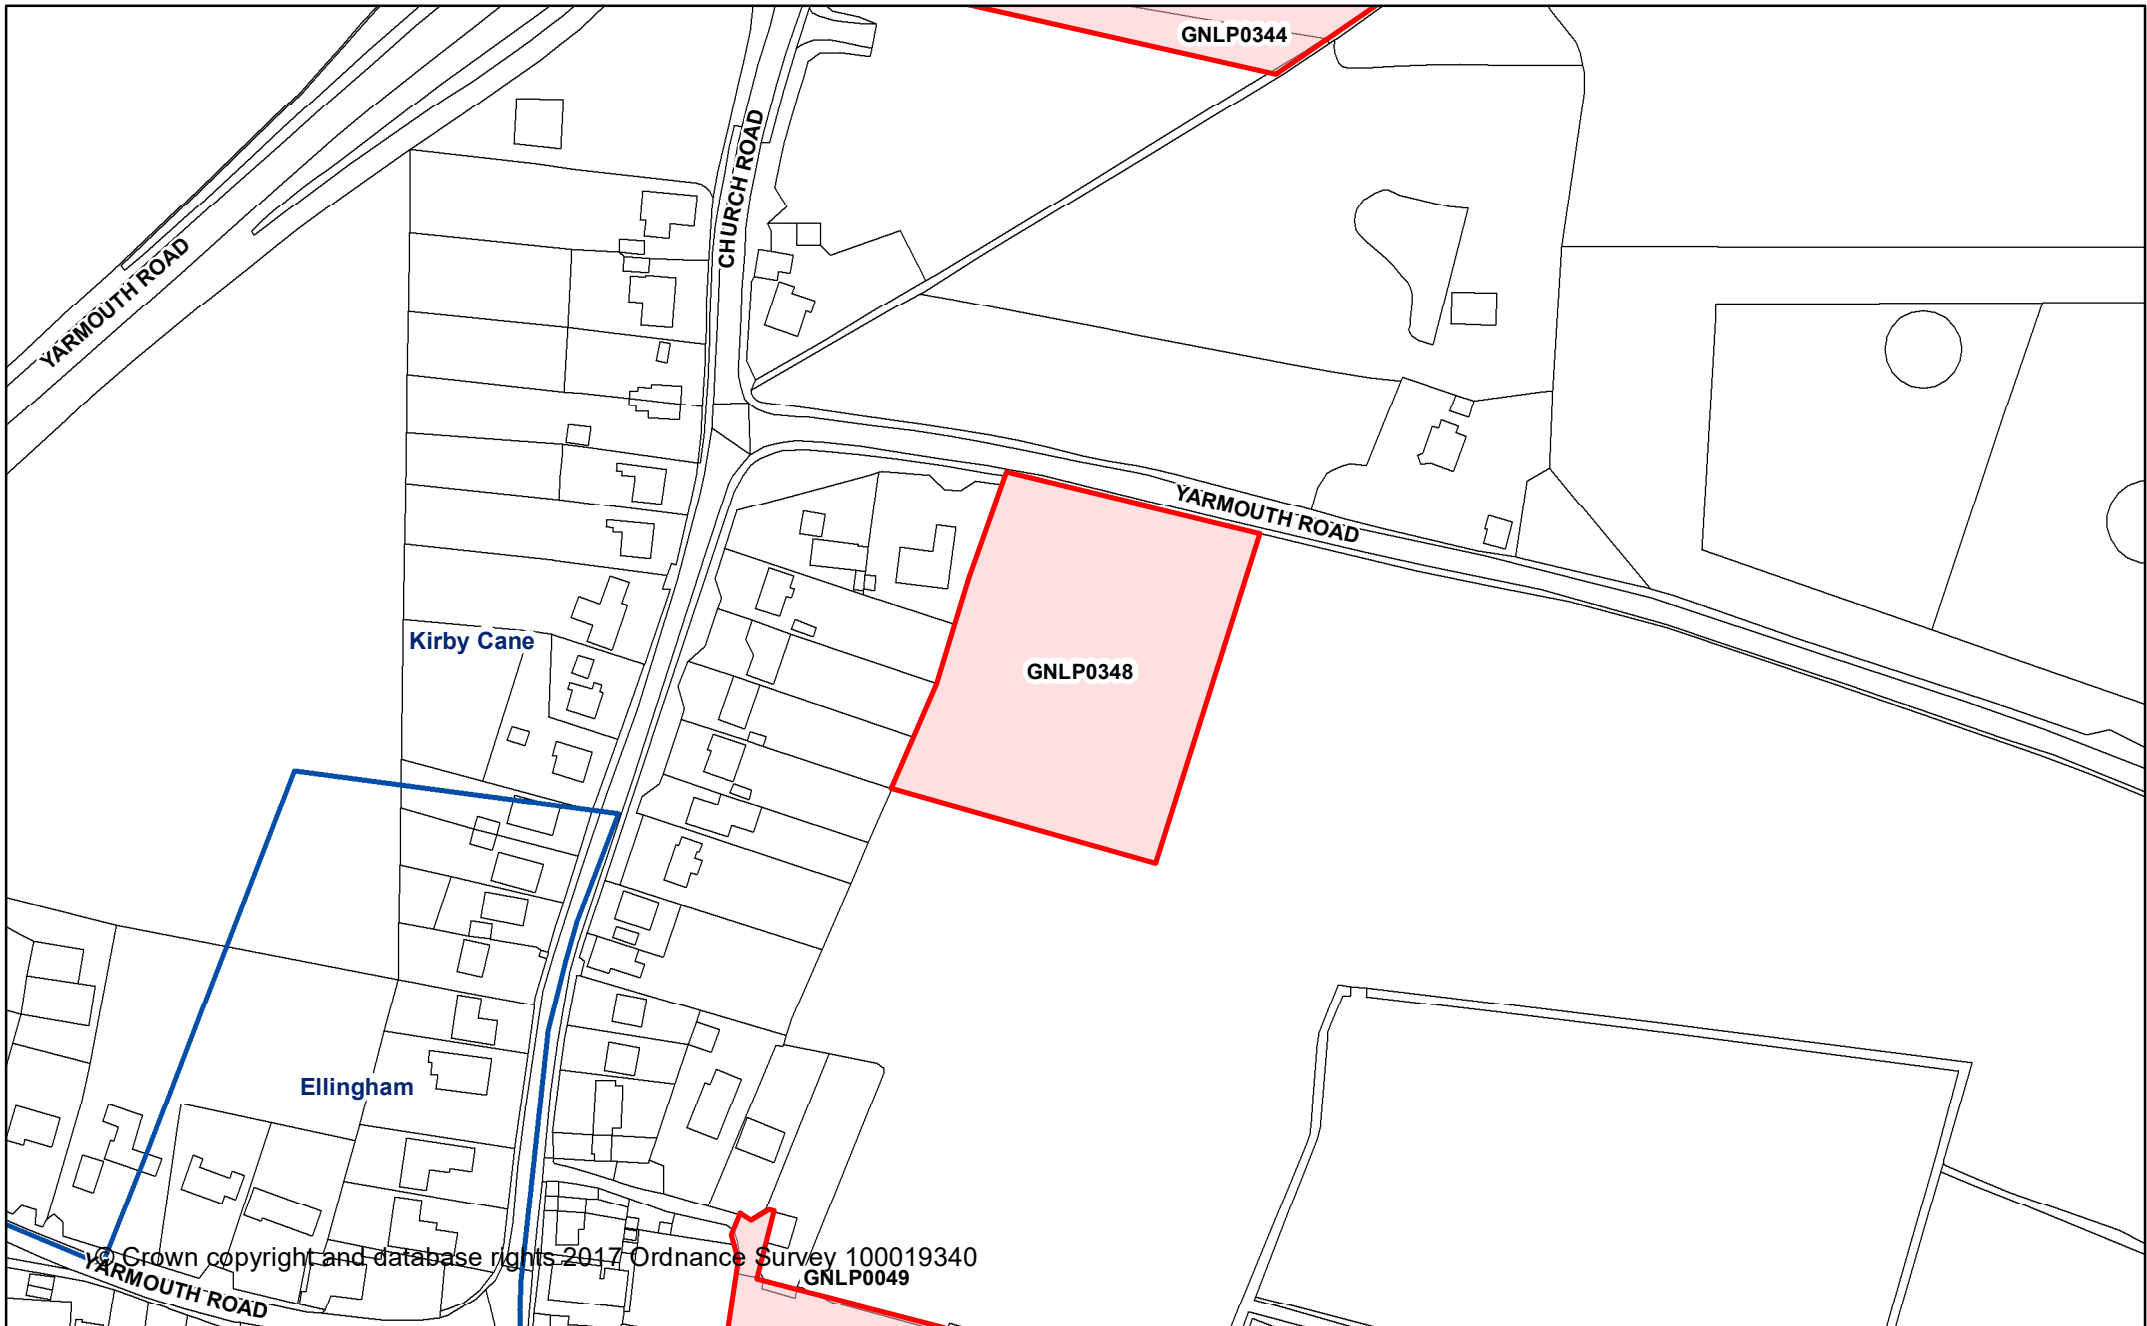 GNLP0344
CHURCH ROAD
YARMOUTH ROAD
YARMOUTH ROAD
Kirby Cane
GNLP0348
Ellingham
© Crown copyright and database rights 2017 Ordnance Survey 100019340
YARMOUTH ROAD
GNLP0049